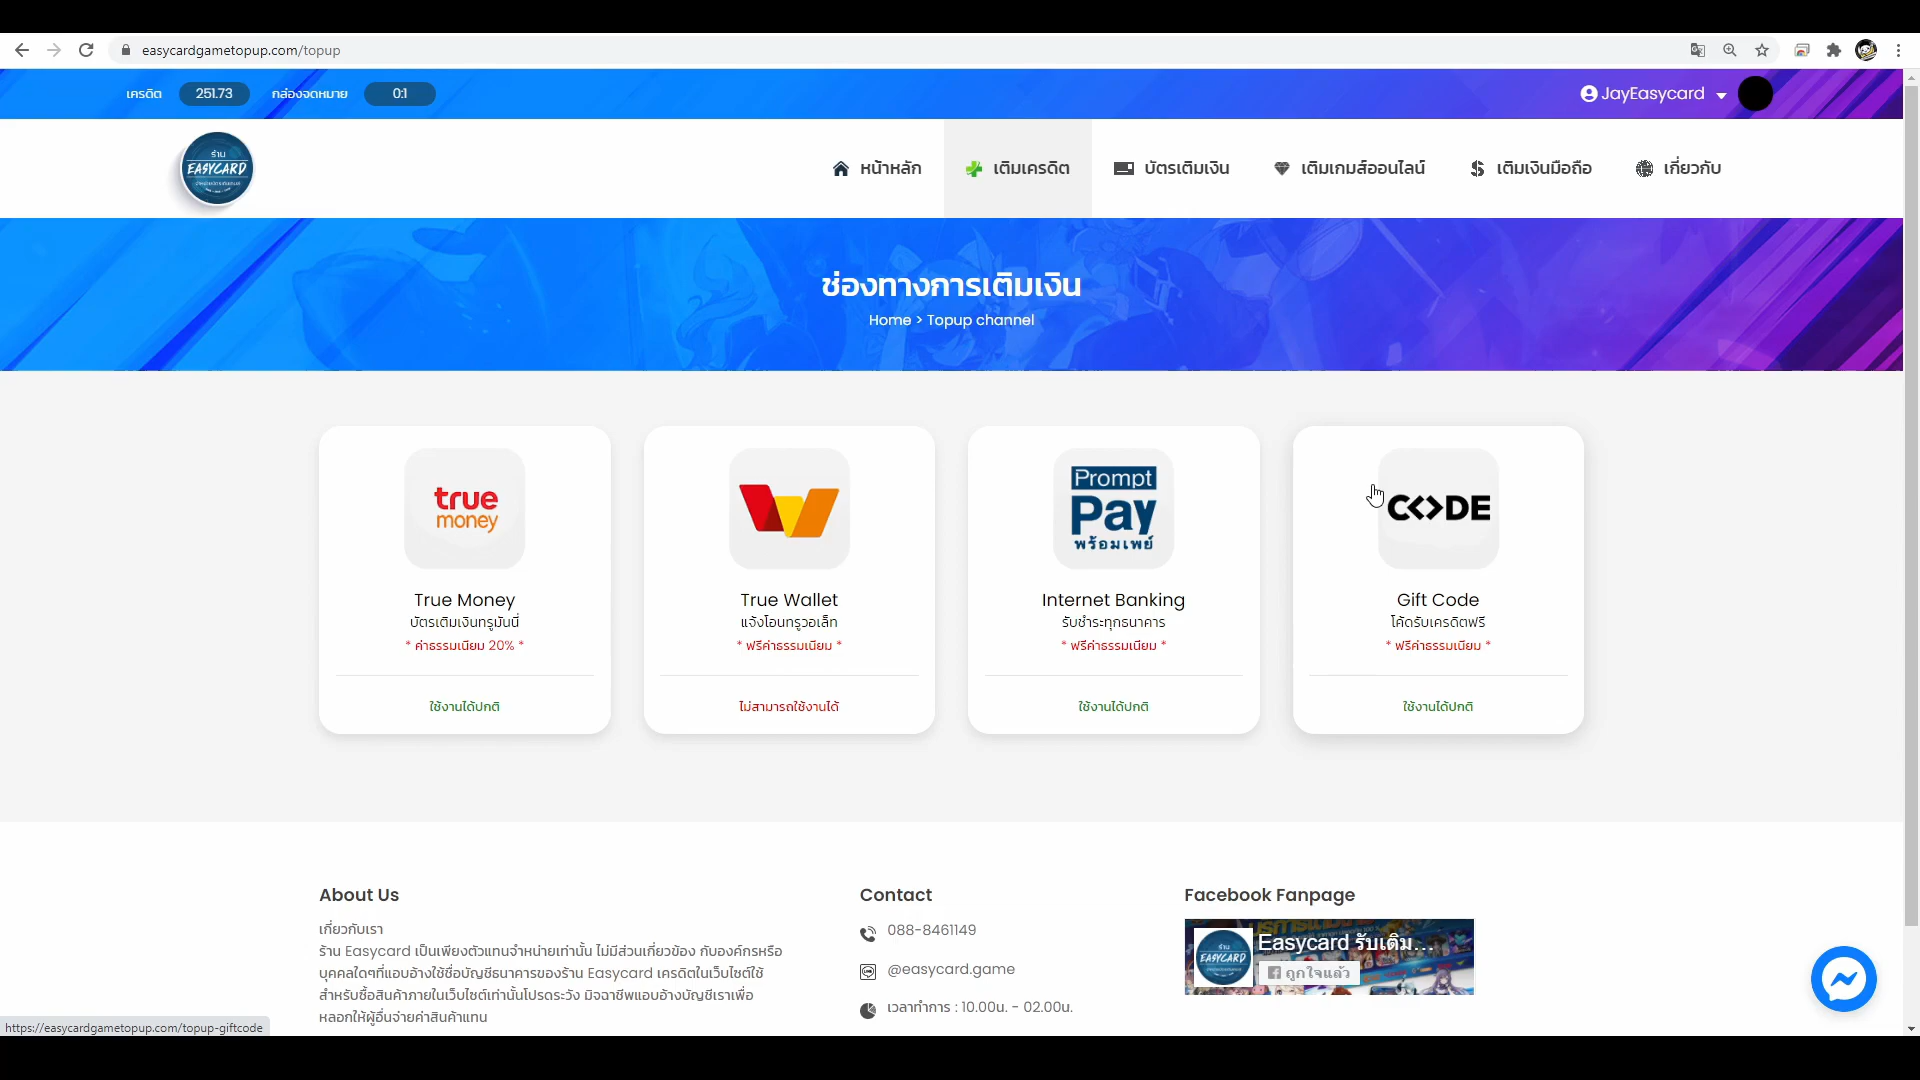 easycardgametopup.com/topup
เครดิต 251.73 กล่องจดหมาย 0:1 JayEasycard
ร้าน
EASYCARD
หน้าหลัก เติมเครดิต บัตรเติมเงิน เติมเกมส์ออนไลน์ เติมเงินมือถือ เกี่ยวกับ
ช่องทางการเติมเงิน
Home > Topup channel
true
money
True Money
บัตรเติมเงินทรูมันนี่
* ค่าธรรมเนียม 20% *
ใช้งานได้ปกติ
True Wallet
แจ้งโอนทรูวอเล็ท
* ฟรีค่าธรรมเนียม *
ไม่สามารถใช้งานได้
Prompt
Pay
พร้อมเพย์
Internet Banking
รับชำระทุกธนาคาร
* ฟรีค่าธรรมเนียม *
ใช้งานได้ปกติ
C<>DE
Gift Code
โค้ดรับเครดิตฟรี
* ฟรีค่าธรรมเนียม *
ใช้งานได้ปกติ
About Us
เกี่ยวกับเรา
ร้าน Easycard เป็นเพียงตัวแทนจำหน่ายเท่านั้น ไม่มีส่วนเกี่ยวข้อง กับองค์กรหรือ
บุคคลใดๆที่แอบอ้างใช้ชื่อบัญชีธนาคารของร้าน Easycard เครดิตในเว็บไซต์ใช้
สำหรับซื้อสินค้าภายในเว็บไซต์เท่านั้นโปรดระวัง มิจฉาชีพแอบอ้างบัญชีเราเพื่อ
หลอกให้ผู้อื่นจ่ายค่าสินค้าแทน
Contact
088-8461149
@easycard.game
เวลาทำการ : 10.00น. - 02.00น.
Facebook Fanpage
ร้าน
EASYCARD
Easycard รับเติม...
ถูกใจแล้ว
https://easycardgametopup.com/topup-giftcode